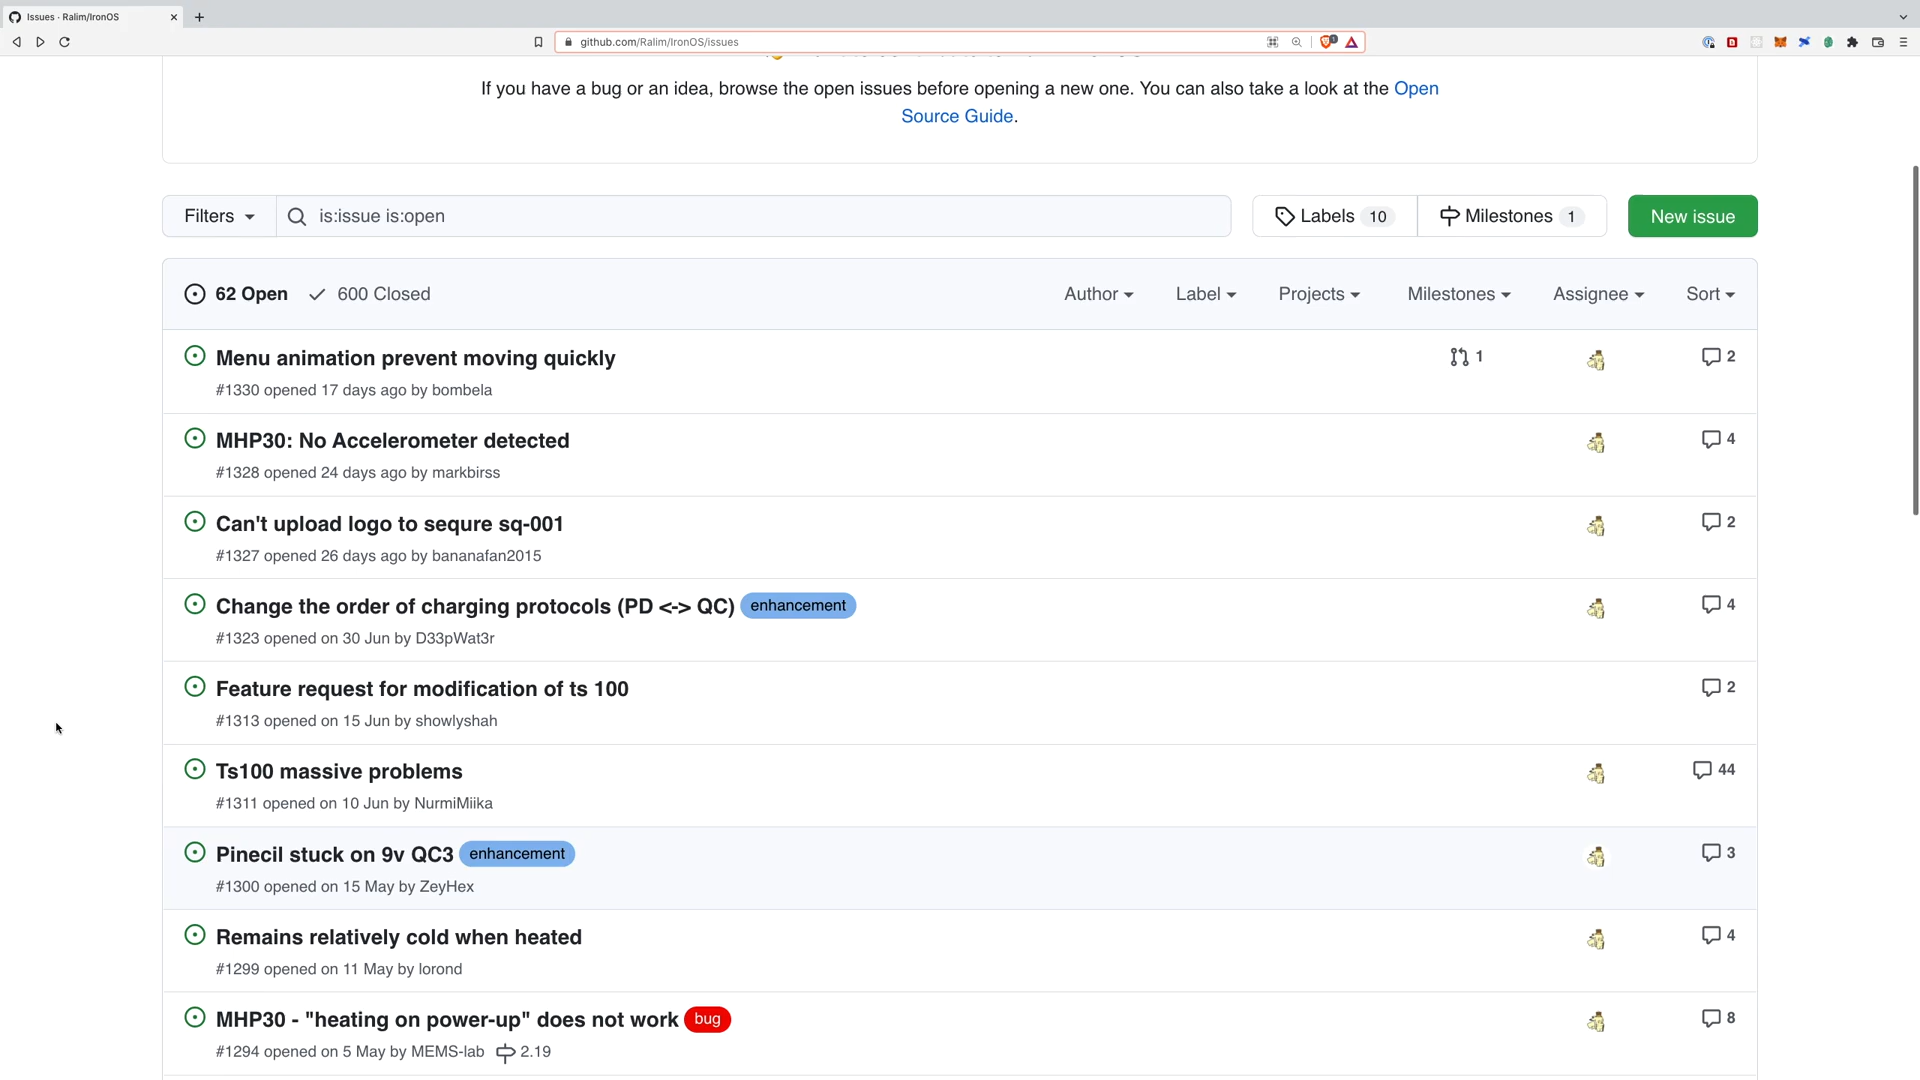 Issues · Ralim/IronOS
github.com/Ralim/IronOS/issues
1
If you have a bug or an idea, browse the open issues before opening a new one. You can also take a look at the Open
Source Guide.
Filters
is:issue is:open
Labels 10
Milestones 1
New issue
62 Open
600 Closed
Author
Label
Projects
Milestones
Assignee
Sort
Menu animation prevent moving quickly
1
2
#1330 opened 17 days ago by bombela
MHP30: No Accelerometer detected
4
#1328 opened 24 days ago by markbirss
Can't upload logo to sequre sq-001
2
#1327 opened 26 days ago by bananafan2015
Change the order of charging protocols (PD <-> QC) enhancement
4
#1323 opened on 30 Jun by D33pWat3r
Feature request for modification of ts 100
2
#1313 opened on 15 Jun by showlyshah
Ts100 massive problems
44
#1311 opened on 10 Jun by NurmiMiika
Pinecil stuck on 9v QC3 enhancement
3
#1300 opened on 15 May by ZeyHex
Remains relatively cold when heated
4
#1299 opened on 11 May by lorond
MHP30 - "heating on power-up" does not work bug
8
#1294 opened on 5 May by MEMS-lab 2.19